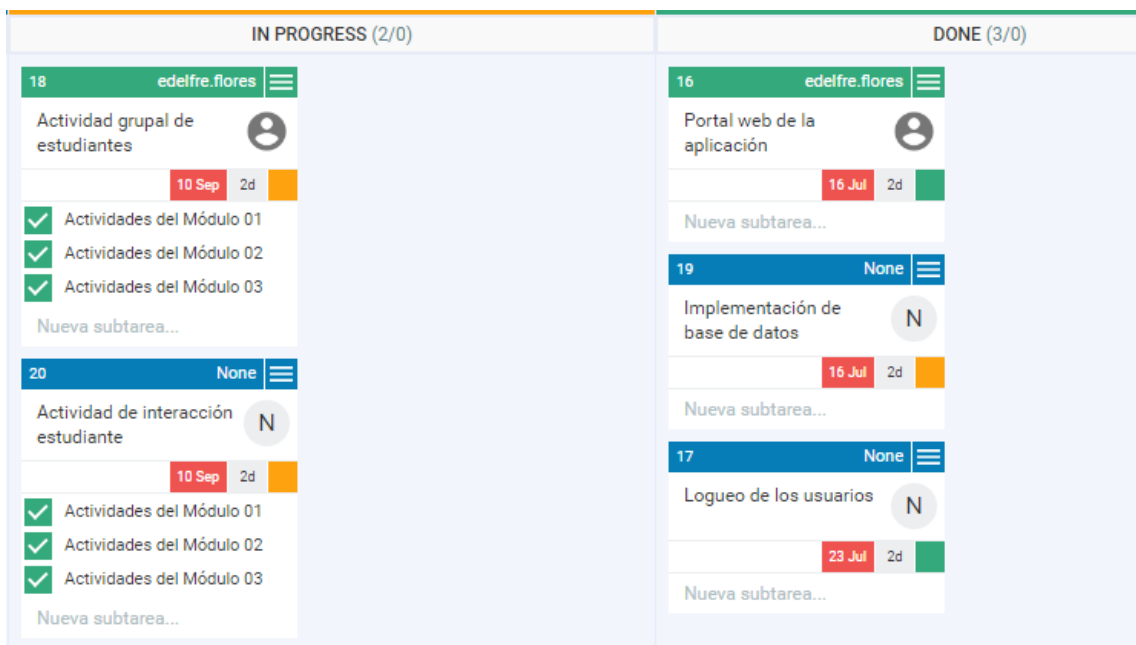 IN PROGRESS (2/0)
18 edelfre.flores
Actividad grupal de
estudiantes
10 Sep 2d
Actividades del Módulo 01
Actividades del Módulo 02
Actividades del Módulo 03
Nueva subtarea...
20 None
Actividad de interacción
estudiante
N
10 Sep 2d
Actividades del Módulo 01
Actividades del Módulo 02
Actividades del Módulo 03
Nueva subtarea...
DONE (3/0)
16 edelfre.flores
Portal web de la
aplicación
16 Jul 2d
Nueva subtarea...
19 None
Implementación de
base de datos
N
16 Jul 2d
Nueva subtarea...
17 None
Logueo de los usuarios
N
23 Jul 2d
Nueva subtarea...